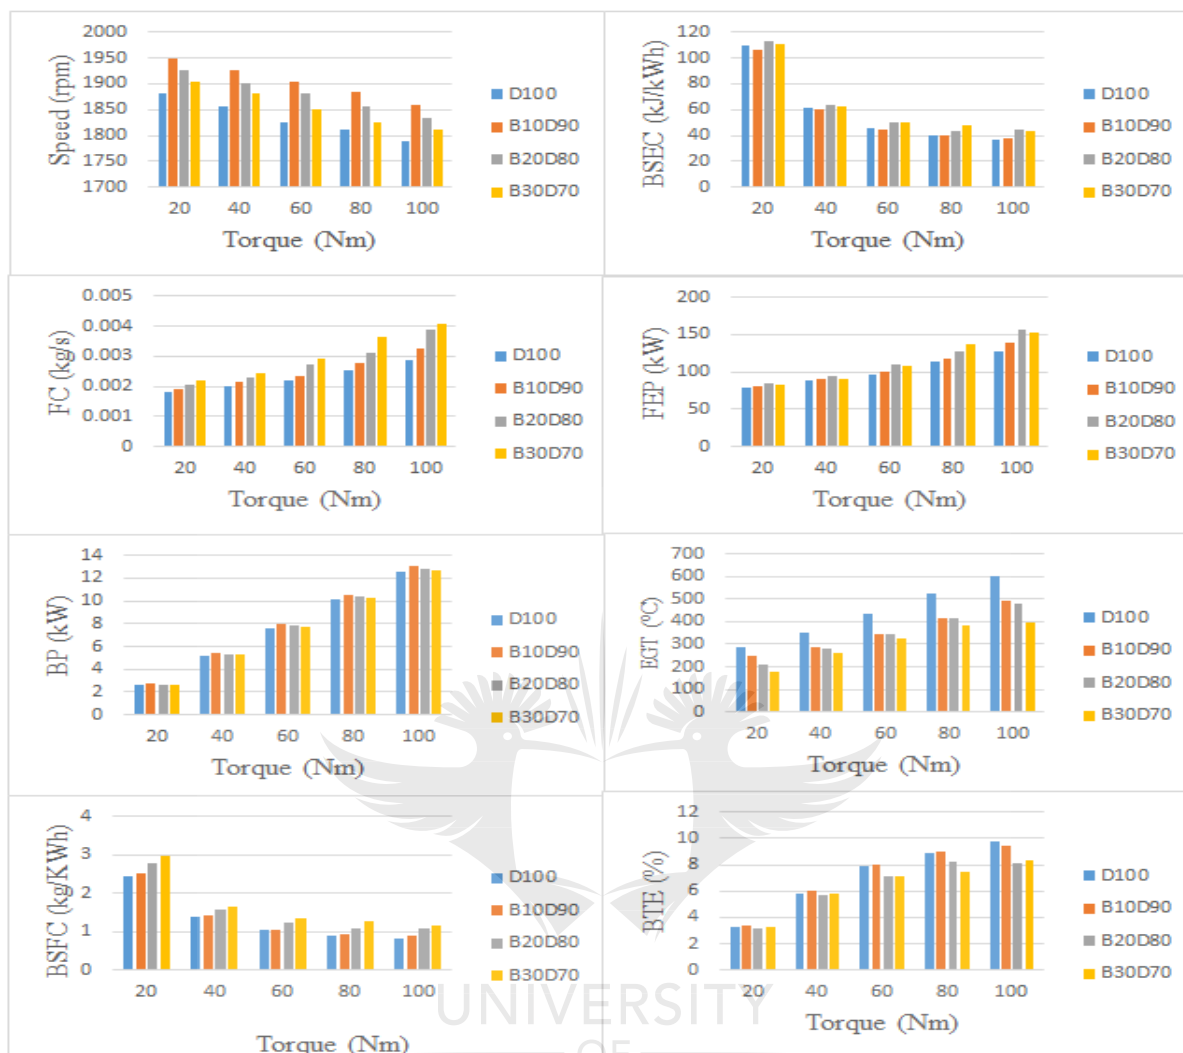 Speed (rpm)
2000
1950
1900
1850
1800
1750
1700
20 40 60 80 100
Torque (Nm)
D100
B10D90
B20D80
B30D70
BSEC (kJ/kWh)
120
100
80
60
40
20
0
20 40 60 80 100
Torque (Nm)
D100
B10D90
B20D80
B30D70
FC (kg/s)
0.005
0.004
0.003
0.002
0.001
0
20 40 60 80 100
Torque (Nm)
D100
B10D90
B20D80
B30D70
FEP (kW)
200
150
100
50
0
20 40 60 80 100
Torque (Nm)
D100
B10D90
B20D80
B30D70
BP (kW)
14
12
10
8
6
4
2
0
20 40 60 80 100
Torque (Nm)
D100
B10D90
B20D80
B30D70
EGT (ºC)
700
600
500
400
300
200
100
0
20 40 60 80 100
Torque (Nm)
D100
B10D90
B20D80
B30D70
BSFC (kg/KWh)
4
3
2
1
0
20 40 60 80 100
Torque (Nm)
D100
B10D90
B20D80
B30D70
BTE (%)
12
10
8
6
4
2
0
20 40 60 80 100
Torque (Nm)
D100
B10D90
B20D80
B30D70
UNIVERSITY
OF